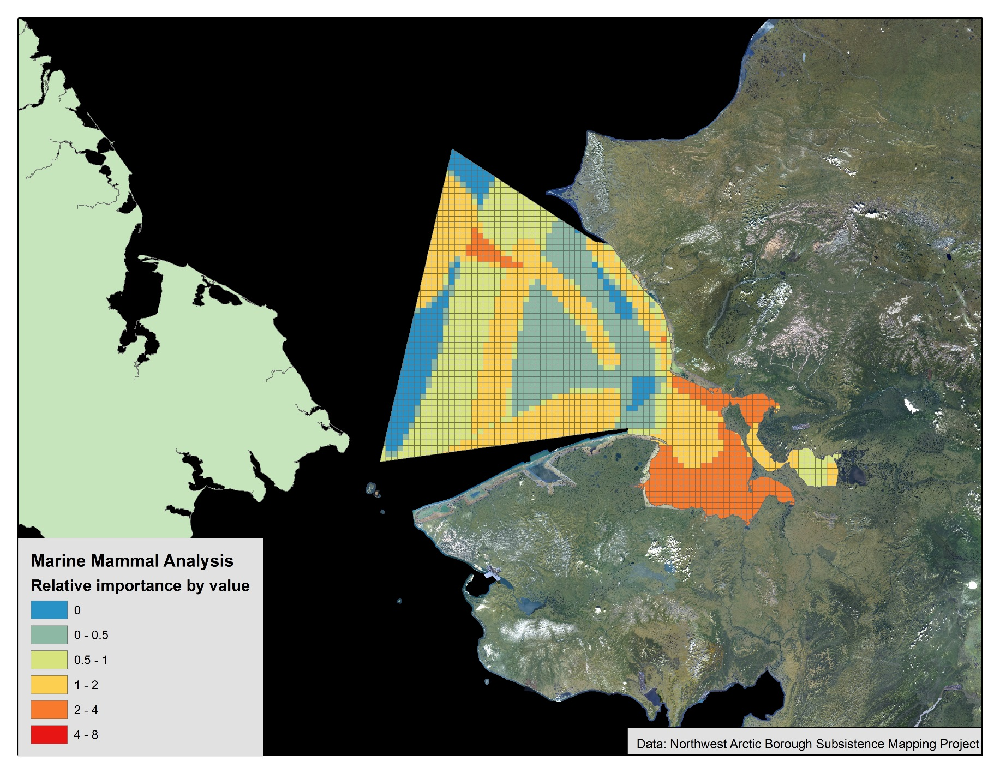 Marine Mammal Analysis
Relative importance by value
0
0 - 0.5
0.5 - 1
1 - 2
2 - 4
4 - 8
Data: Northwest Arctic Borough Subsistence Mapping Project